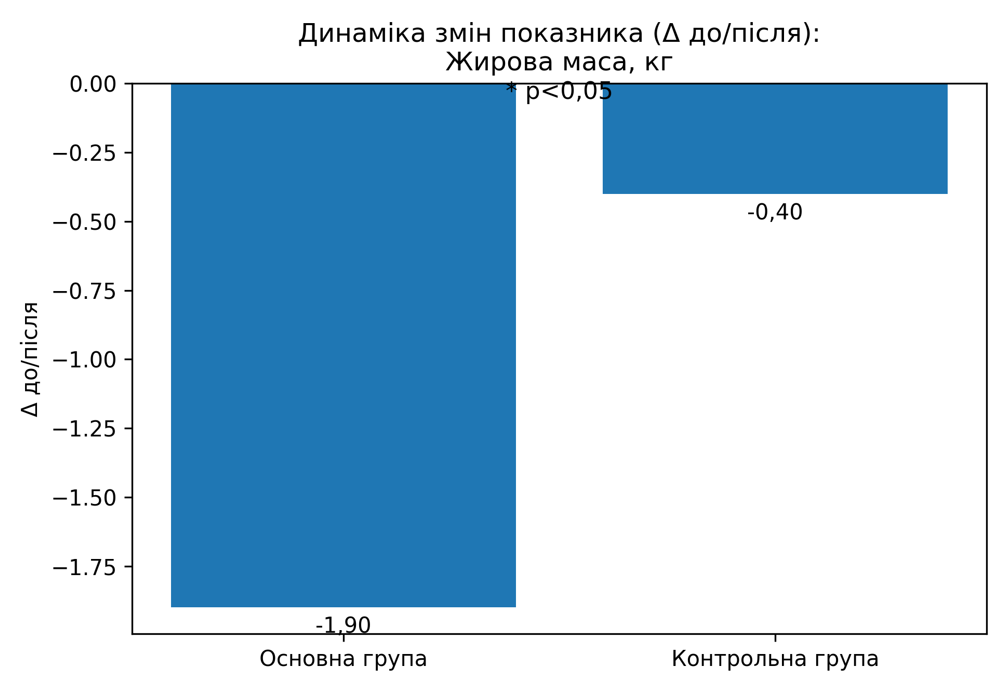 Динаміка змін показника (Δ до/після):
Жирова маса, кг
* p<0,05
0.00
−0.25
−0.50
−0.75
−1.00
−1.25
−1.50
−1.75
Δ до/після
-0,40
-1,90
Основна група
Контрольна група